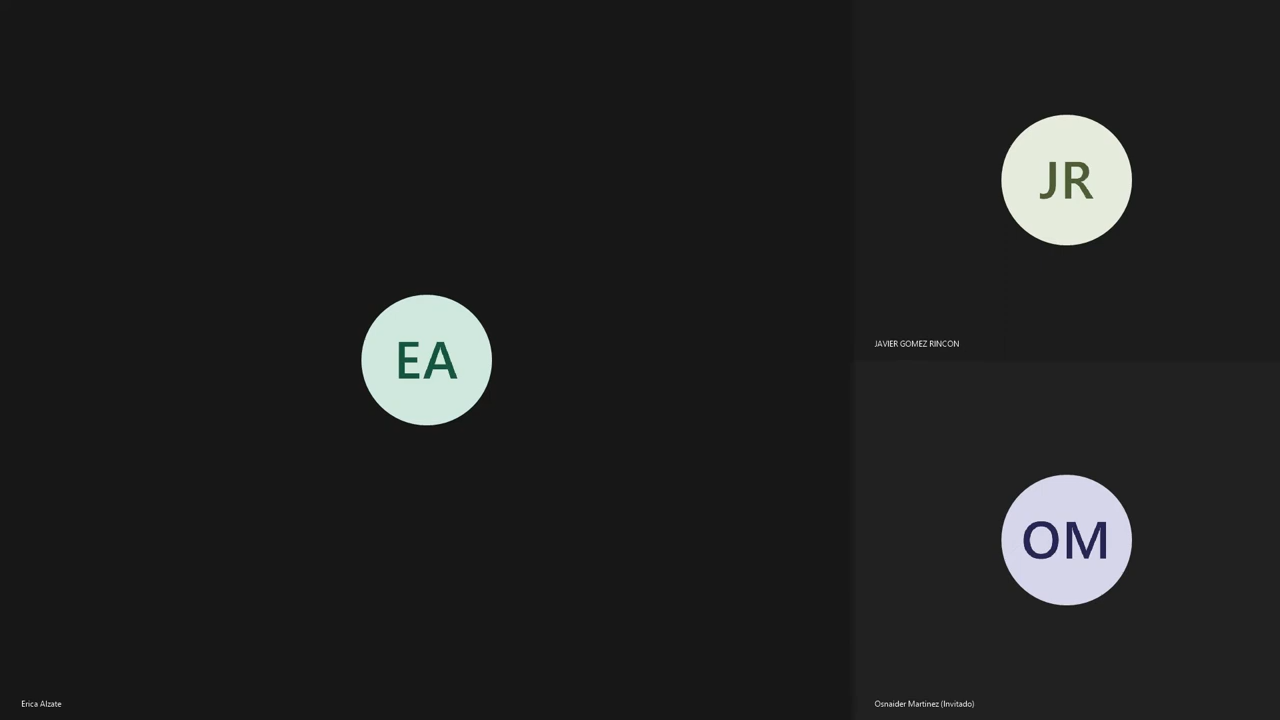 EA
Erica Alzate
JR
JAVIER GOMEZ RINCON
OM
Osnaider Martinez (Invitado)